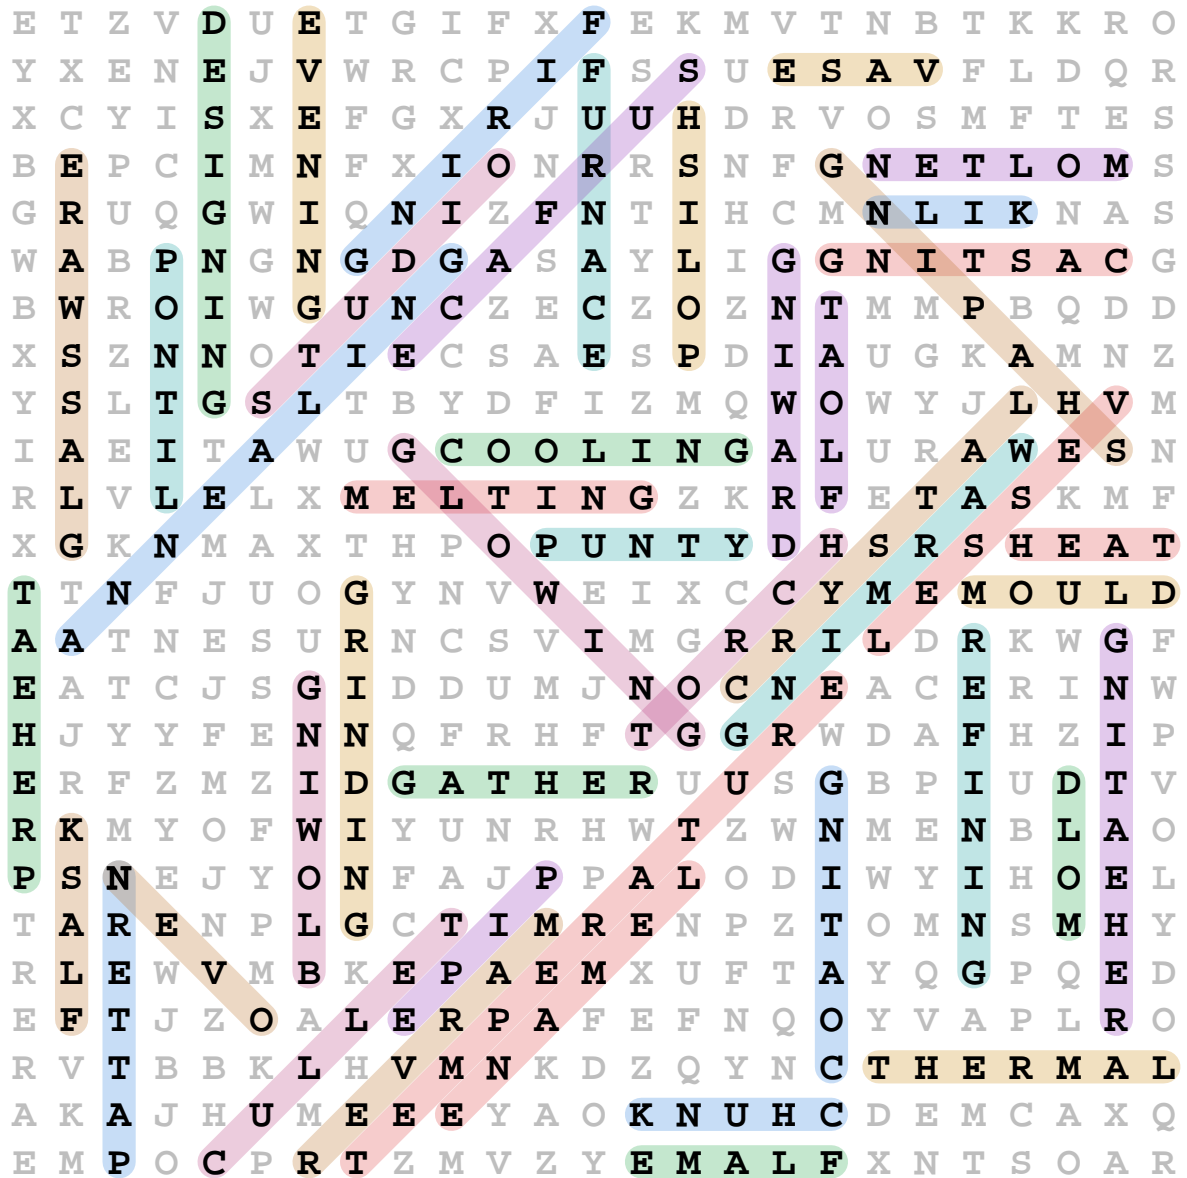 E T Z V D U E T G I F X F E K M V T N B T K K R O
Y X E N E J V W R C P I F S S U E S A V F L D Q R
X C Y I S X E F G X R J U U H D R V O S M F T E S
B E P C I M N F X I O N R R S N F G N E T L O M S
G R U Q G W I Q N I Z F N T I H C M N L I K N A S
W A B P N G N G D G A S A Y L I G G N I T S A C G
B W R O I W G U N C Z E C Z O Z N T M M P B Q D D
X S Z N N O T I E C S A E S P D I A U G K A M N Z
Y S L T G S L T B Y D F I Z M Q W O W Y J L H V M
I A E I T A W U G C O O L I N G A L U R A W E S N
R L V L E L X M E L T I N G Z K R F E T A S K M F
X G K N M A X T H P O P U N T Y D H S R S H E A T
T T N F J U O G Y N V W E I X C C Y M E M O U L D
A A T N E S U R N C S V I M G R R I L D R K W G F
E A T C J S G I D D U M J N O C N E A C E R I N W
H J Y Y F E N N Q F R H F T G G R W D A F H Z I P
E R F Z M Z I D G A T H E R U U S G B P I U D T V
R K M Y O F W I Y U N R H W T Z W N M E N B L A O
P S N E J Y O N F A J P P A L O D I W Y I H O E L
T A R E N P L G C T I M R E N P Z T O M N S M H Y
R L E W V M B K E P A E M X U F T A Y Q G P Q E D
E F T J Z O A L E R P A F E F N Q O Y V A P L R O
R V T B B K L H V M N K D Z Q Y N C T H E R M A L
A K A J H U M E E E Y A O K N U H C D E M C A X Q
E M P O C P R T Z M V Z Y E M A L F X N T S O A R